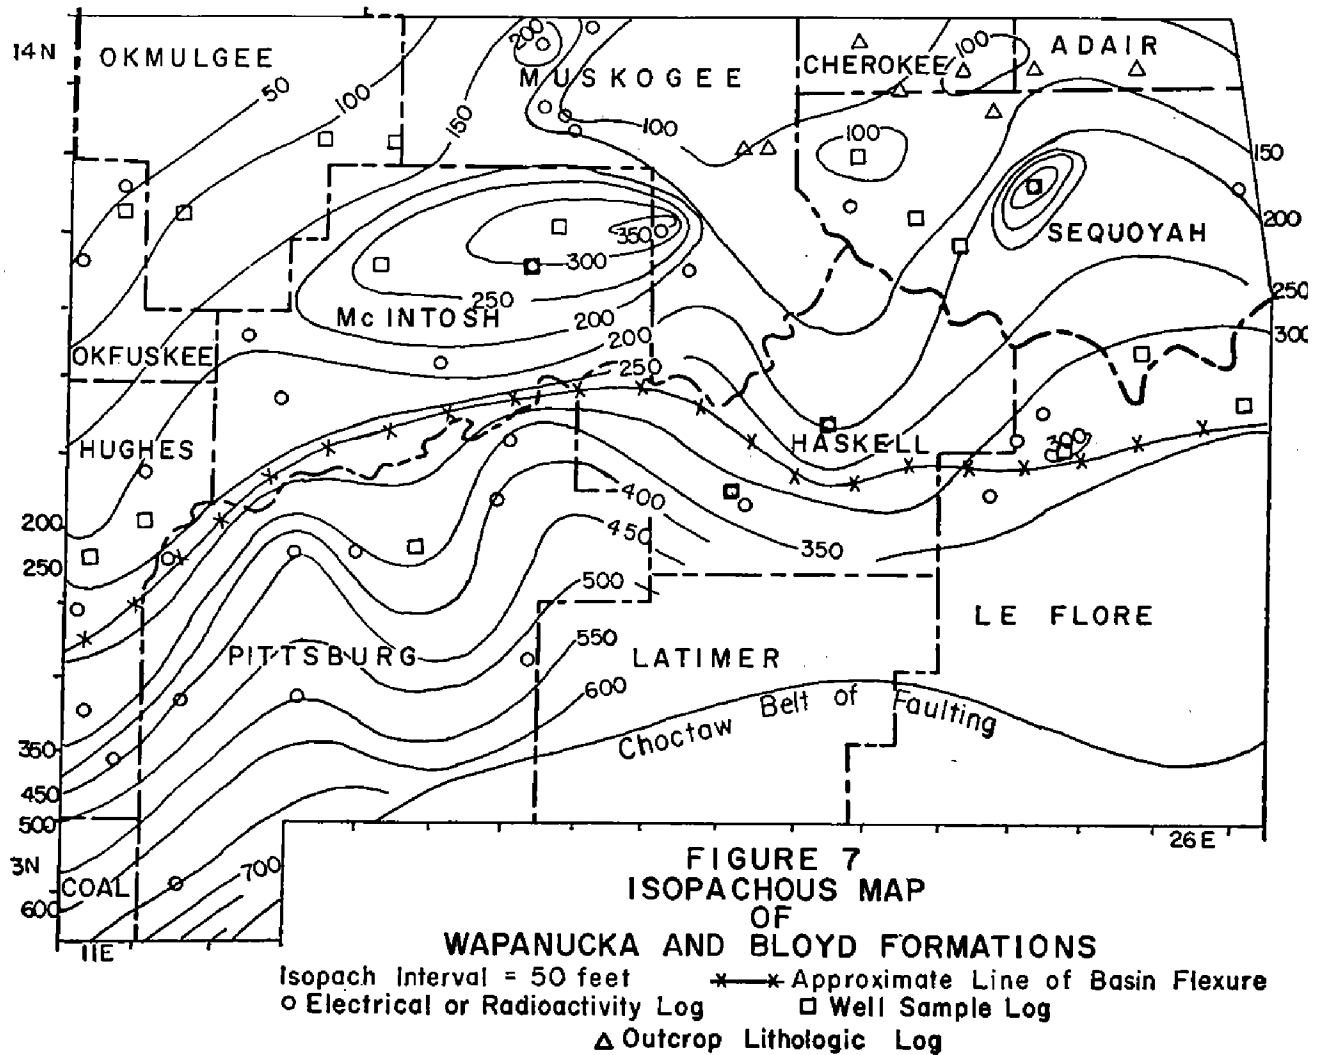 14N
OKMULGEE
50
100
150
200
MUSKOGEE
100
CHEROKEE
100
ADAIR
100
150
200
SEQUOYAH
250
300
350
300
250
200
McINTOSH
200
250
OKFUSKEE
HUGHES
HASKELL
300
200
250
400
450
350
500
550
600
PITTSBURG
LATIMER
LE FLORE
Choctaw Belt of Faulting
350
450
500
3N
COAL
600
700
11E
26E
FIGURE 7
ISOPACHOUS MAP
OF
WAPANUCKA AND BLOYD FORMATIONS
Isopach Interval = 50 feet
Approximate Line of Basin Flexure
Electrical or Radioactivity Log
Well Sample Log
Outcrop Lithologic Log